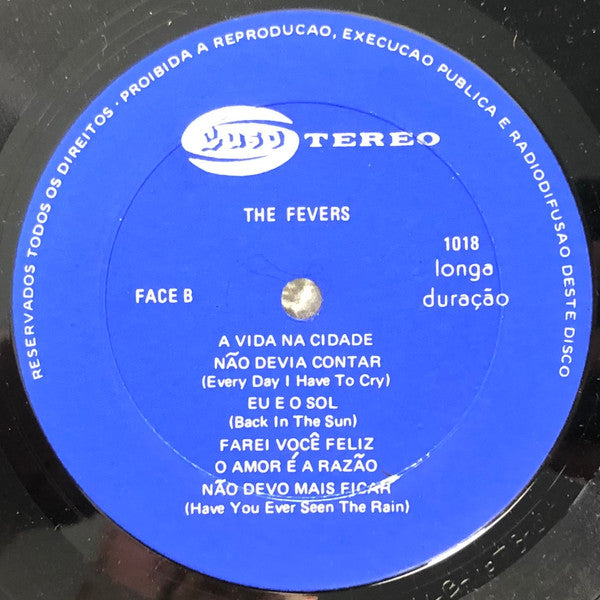 RESERVADOS TODOS OS DIREITOS · PROIBIDA A REPRODUCAO, EXECUCAO PUBLICA E RADIODIFUSAO DESTE DISCO
TEREO
THE FEVERS
1018
longa
duração
FACE B
A VIDA NA CIDADE
NÃO DEVIA CONTAR
(Every Day I Have To Cry)
EU E O SOL
(Back In The Sun)
FAREI VOCÊ FELIZ
O AMOR É A RAZÃO
NÃO DEVO MAIS FICAR
(Have You Ever Seen The Rain)